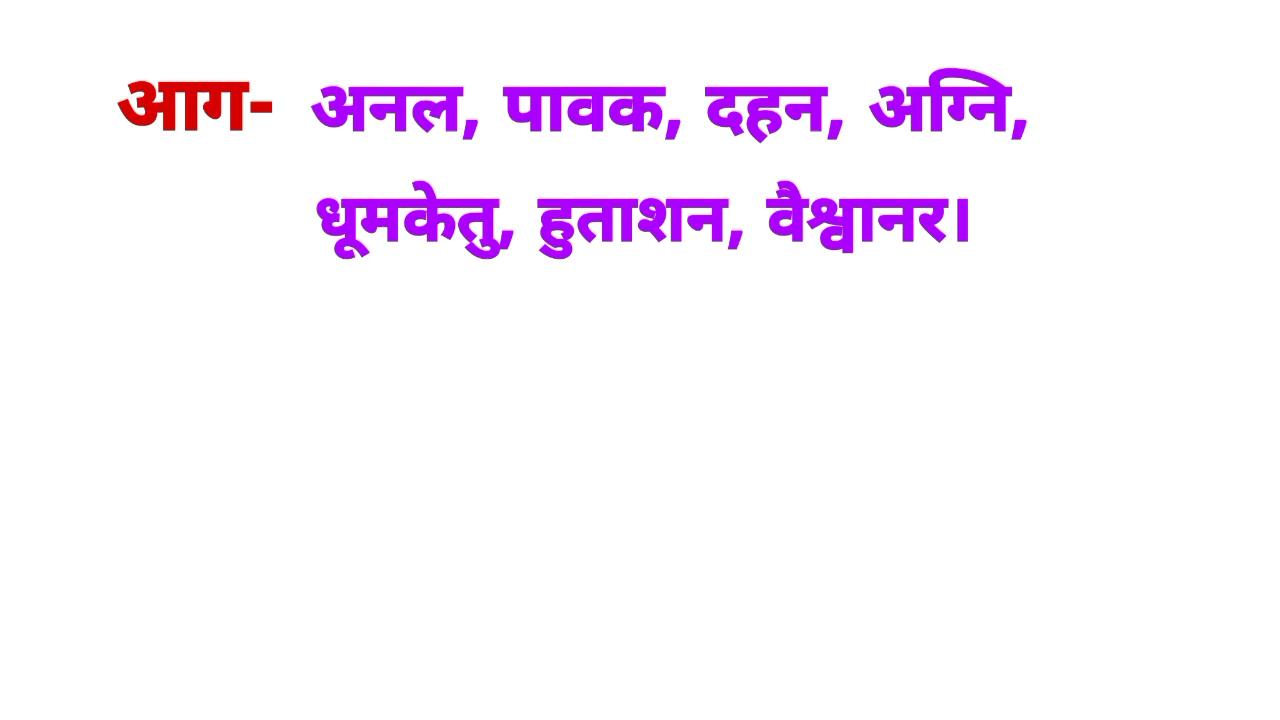 आग- अनल, पावक, दहन, अग्नि,
धूमकेतु, हुताशन, वैश्वानर।